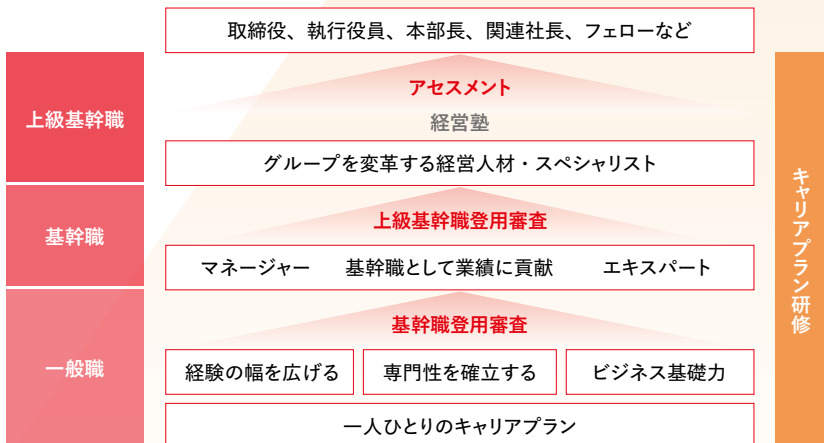 取締役、執行役員、本部長、関連社長、フェローなど
上級基幹職
アセスメント
経営塾
グループを変革する経営人材・スペシャリスト
基幹職
上級基幹職登用審査
マネージャー 基幹職として業績に貢献 エキスパート
一般職
基幹職登用審査
経験の幅を広げる 専門性を確立する ビジネス基礎力
一人ひとりのキャリアプラン
キャリアプラン研修